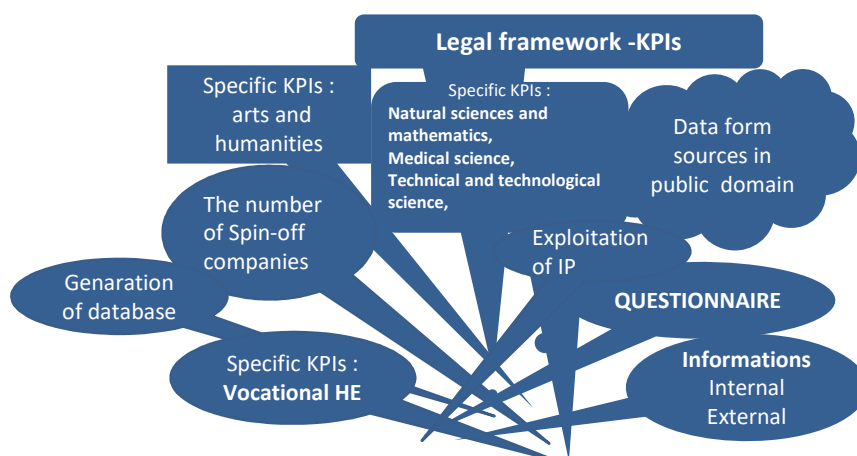 Legal framework -KPIs
Specific KPIs :
arts and
humanities
Specific KPIs :
Natural sciences and
mathematics,
Medical science,
Technical and technological
science,
Data form
sources in
public domain
The number
of Spin-off
companies
Exploitation
of IP
Genaration
of database
QUESTIONNAIRE
Specific KPIs :
Vocational HE
Informations
Internal
External